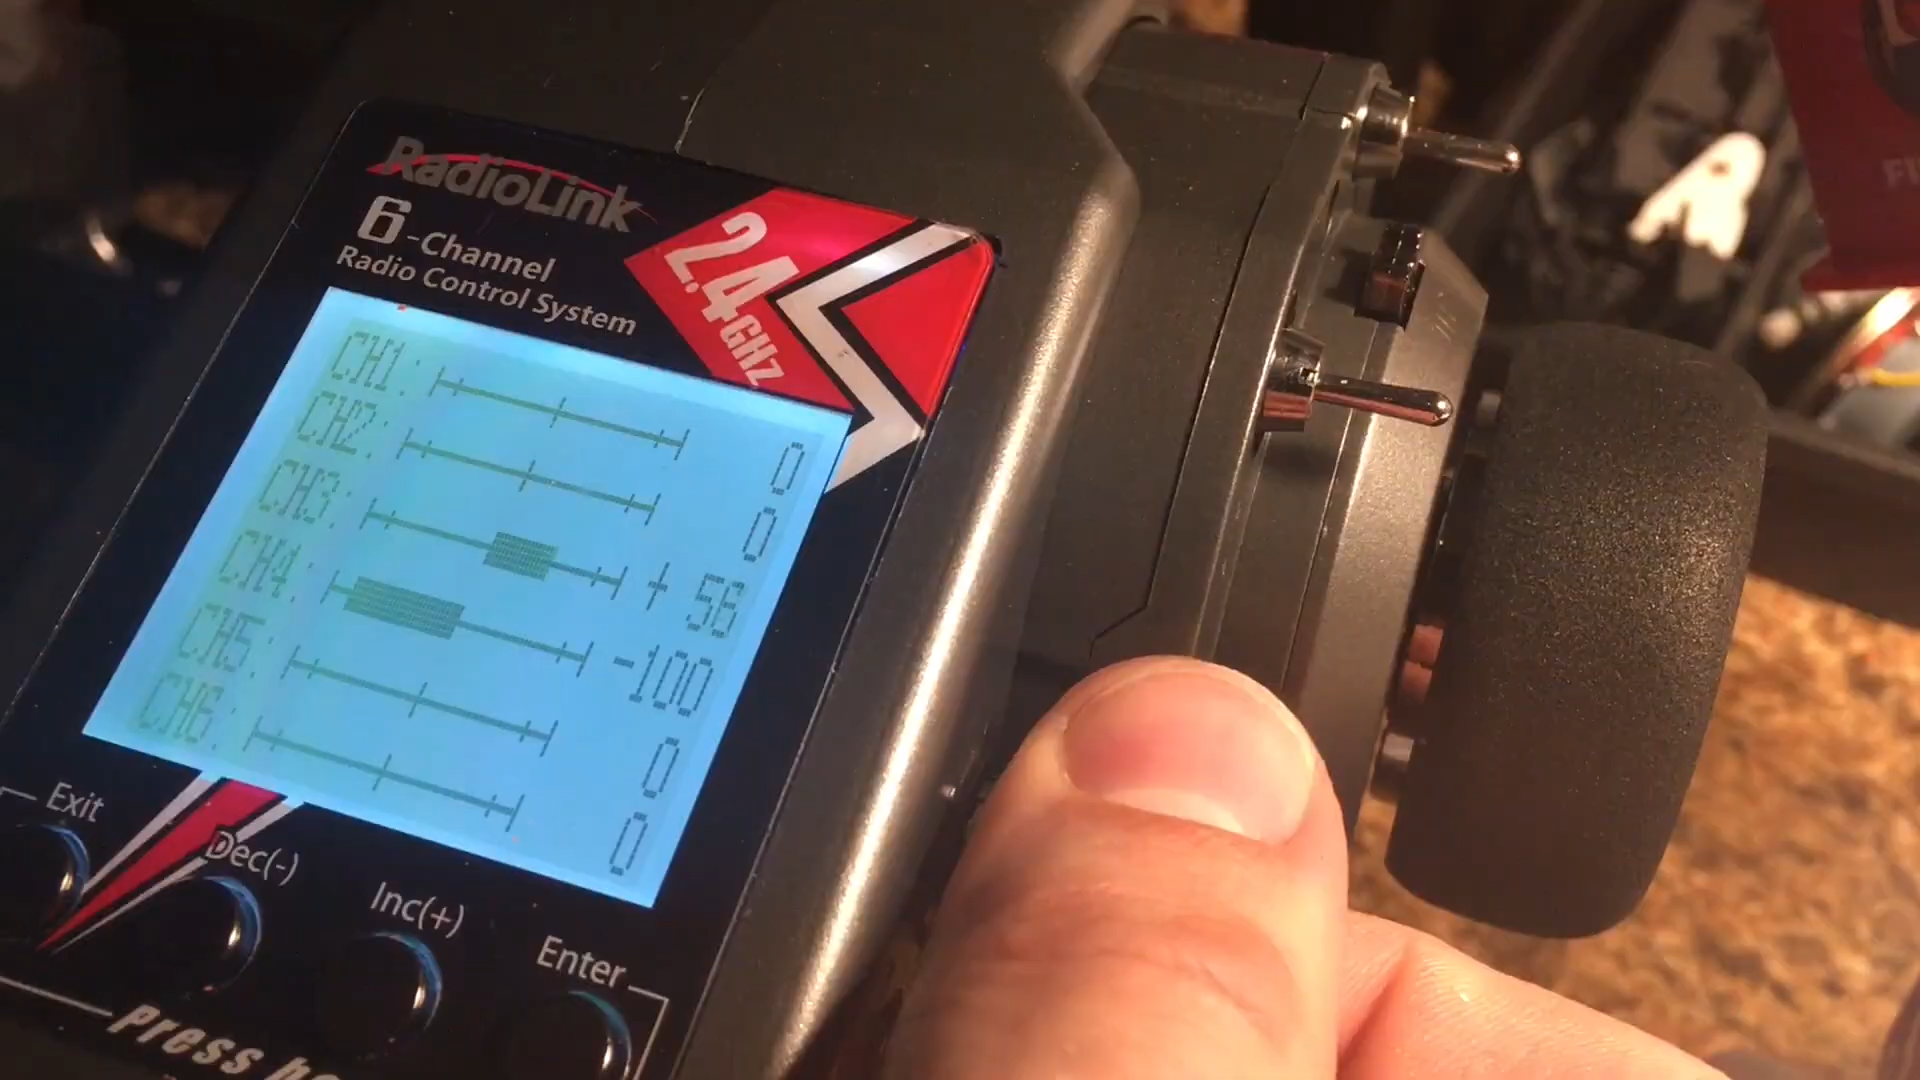 RadioLink
6-Channel
Radio Control System
2.4GHz
CH1: 0
CH2: 0
CH3: + 56
CH4: -100
CH5: 0
CH6: 0
Exit
Dec(-)
Inc(+)
Enter
Press